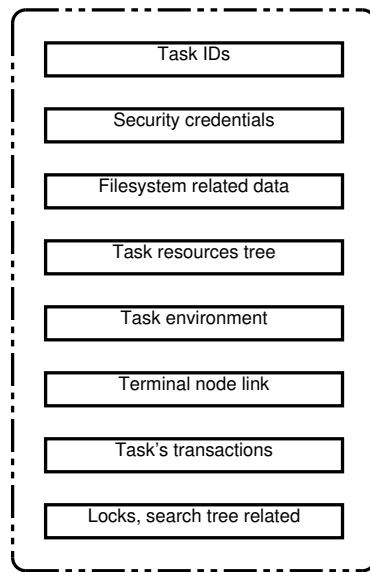 Task IDs
Security credentials
Filesystem related data
Task resources tree
Task environment
Terminal node link
Task's transactions
Locks, search tree related